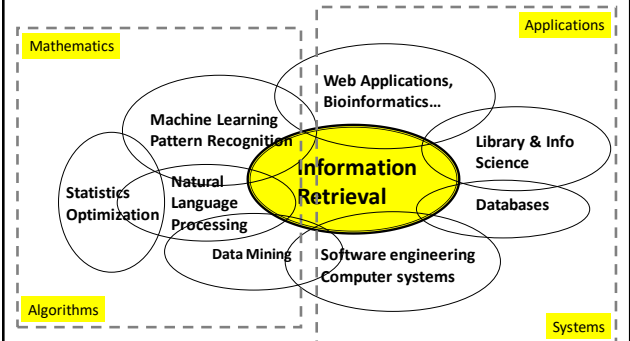 Applications
Mathematics
Web Applications,
Bioinformatics…
Machine Learning
Pattern Recognition
Library & Info
Science
Information
Retrieval
Natural
Language
Processing
Statistics
Optimization
Databases
Data Mining
Software engineering
Computer systems
Algorithms
Systems